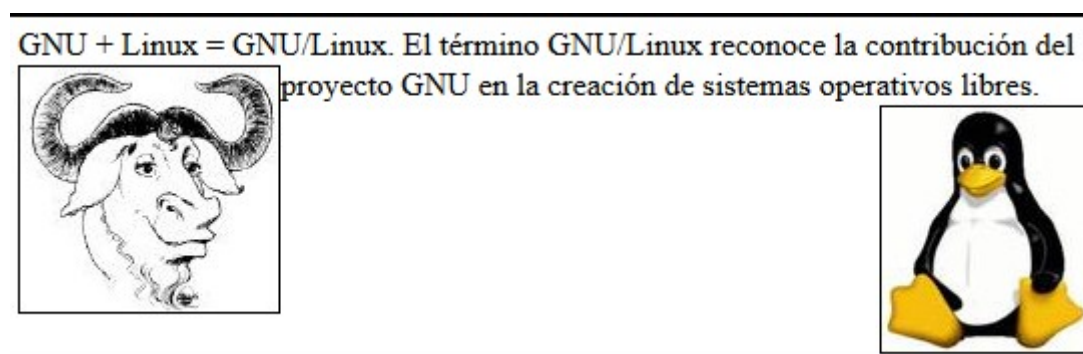 GNU + Linux = GNU/Linux. El término GNU/Linux reconoce la contribución del
proyecto GNU en la creación de sistemas operativos libres.